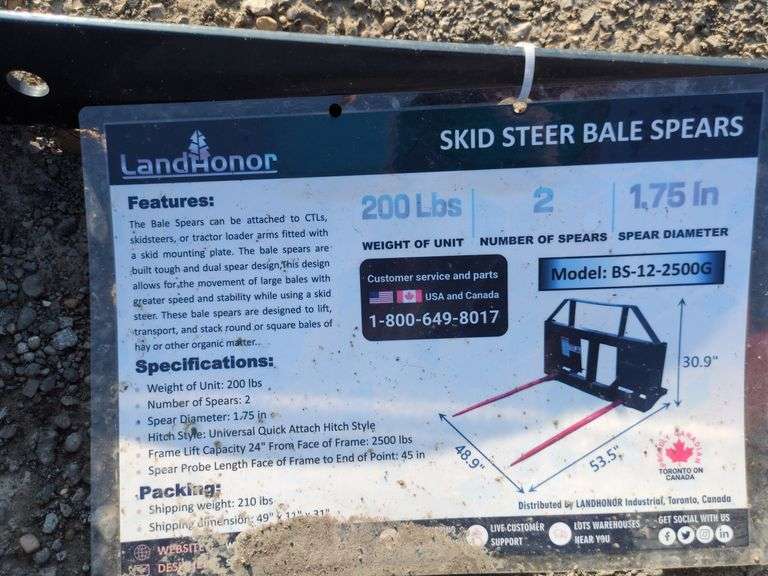 LandHonor
SKID STEER BALE SPEARS
Features:
The Bale Spears can be attached to CTLs,
skidsteers, or tractor loader arms fitted with
a skid mounting plate. The bale spears are
built tough and dual spear design,This design
allows for the movement of large bales with
greater speed and stability while using a skid
steer. These bale spears are designed to lift,
transport, and stack round or square bales of
hay or other organic matter..
200 Lbs
WEIGHT OF UNIT
2
NUMBER OF SPEARS
1.75 In
SPEAR DIAMETER
Customer service and parts
USA and Canada
1-800-649-8017
Model: BS-12-2500G
30.9"
48.9"
53.5"
Specifications:
Weight of Unit: 200 lbs
Number of Spears: 2
Spear Diameter: 1.75 in
Hitch Style: Universal Quick Attach Hitch Style
Frame Lift Capacity 24" From Face of Frame: 2500 lbs
Spear Probe Length Face of Frame to End of Point: 45 in
Packing:
Shipping weight: 210 lbs
Shipping dimension: 49" x 11" x 31"
TORONTO ON
CANADA
Distributed by LANDHONOR Industrial, Toronto, Canada
WEBSITE
LIVE CUSTOMER
SUPPORT
LOTS WAREHOUSES
NEAR YOU
GET SOCIAL WITH US